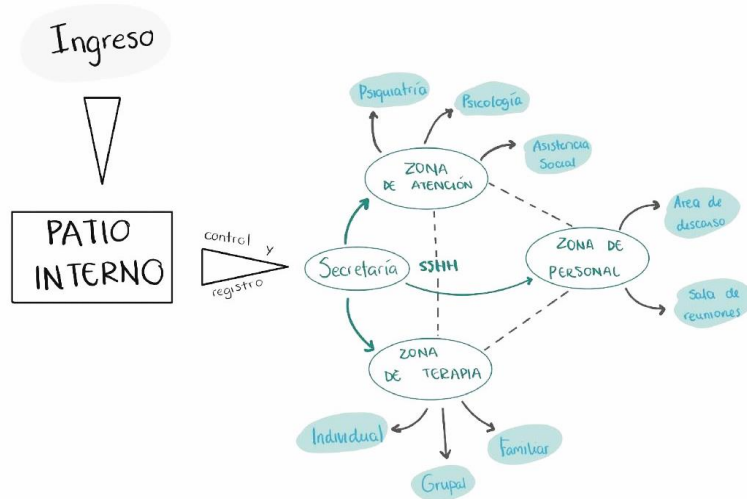 Ingreso
PATIO
INTERNO
control y
registro
Secretaría
SSHH
ZONA
DE ATENCIÓN
Psiquiatría
Psicología
Asistencia
Social
ZONA DE
PERSONAL
Area de
descanso
Sala de
reuniones
ZONA
DE TERAPIA
Individual
Grupal
Familiar